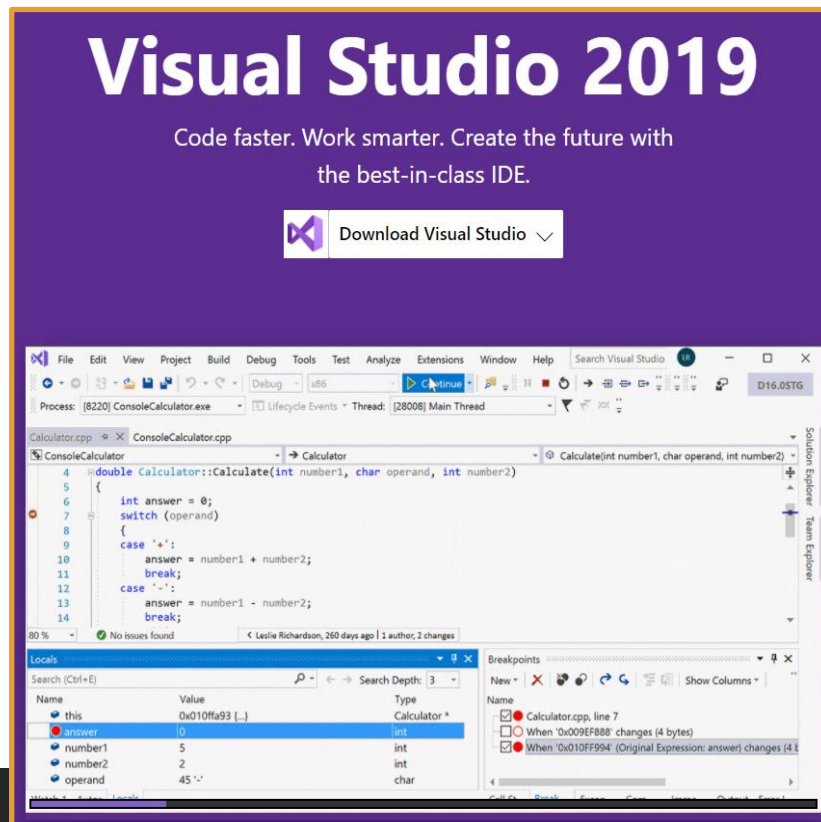 Visual Studio 2019
Code faster. Work smarter. Create the future with
the best-in-class IDE.
Download Visual Studio
File Edit View Project Build Debug Tools Test Analyze Extensions Window Help Search Visual Studio LR
Debug x86 Continue D16.0STG
Process: [8220] ConsoleCalculator.exe Lifecycle Events Thread: [28008] Main Thread
Calculator.cpp ConsoleCalculator.cpp
ConsoleCalculator Calculator Calculate(int number1, char operand, int number2)
Solution Explorer
Team Explorer
4 double Calculator::Calculate(int number1, char operand, int number2)
5 {
6 int answer = 0;
7 switch (operand)
8 {
9 case '+':
10 answer = number1 + number2;
11 break;
12 case '-':
13 answer = number1 - number2;
14 break;
80 % No issues found < Leslie Richardson, 260 days ago | 1 author, 2 changes
Locals
Search (Ctrl+E) Search Depth: 3
Name Value Type
this 0x010ffa93 {...} Calculator *
answer 0 int
number1 5 int
number2 2 int
operand 45 '-' char
Breakpoints
New Show Columns
Name
Calculator.cpp, line 7
When '0x009EF888' changes (4 bytes)
When '0x010FF994' (Original Expression: answer) changes (4 b